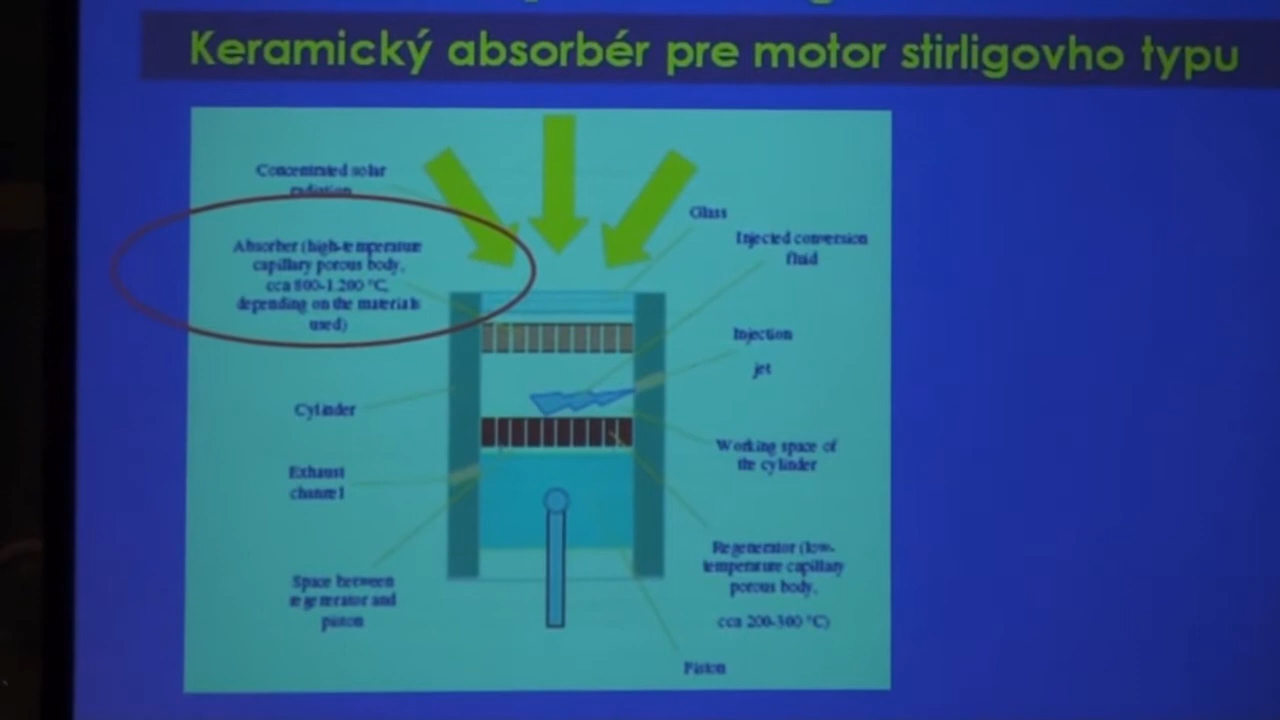 Keramický absorbér pre motor stirligovho typu
Concentrated solar
radiation
Absorber (high-temperature
capillary porous body,
cca 800-1.200 °C,
depending on the materials
used)
Cylinder
Exhaust
channel
Space between
regenerator and
piston
Glass
Injected conversion
fluid
Injection
jet
Working space of
the cylinder
Regenerator (low-
temperature capillary
porous body,
cca 200-300 °C)
Piston